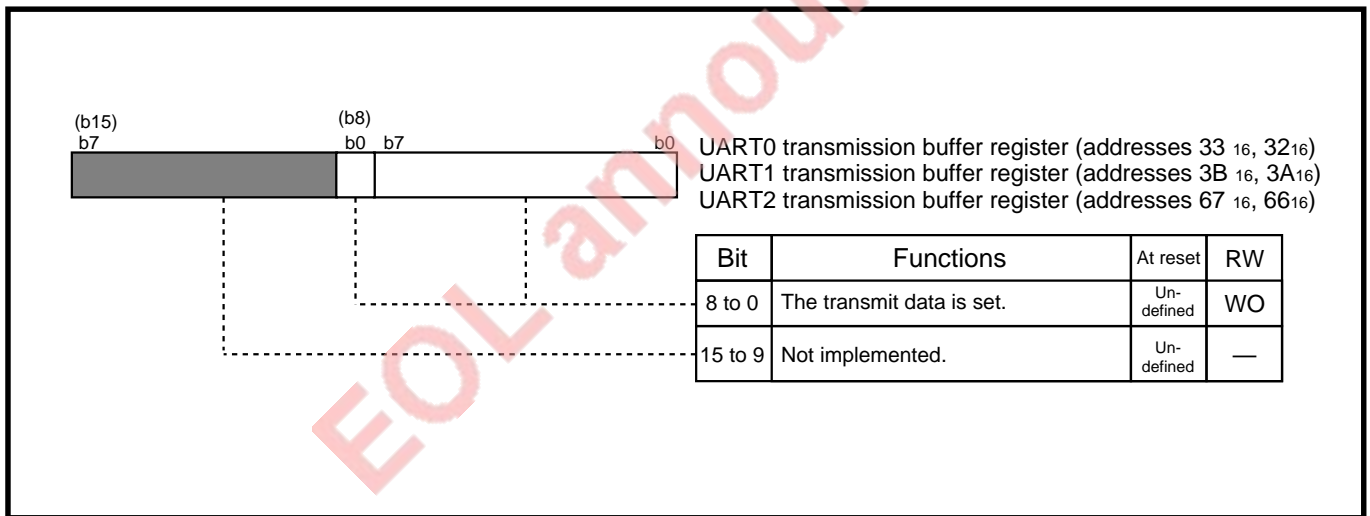 (b15) (b8)
b7 b0 b7 b0
UART0 transmission buffer register (addresses 33 16, 3216)
UART1 transmission buffer register (addresses 3B 16, 3A16)
UART2 transmission buffer register (addresses 67 16, 6616)
Bit Functions At reset RW
8 to 0 The transmit data is set. Un-
defined WO
15 to 9 Not implemented. Un-
defined —
EOL announ